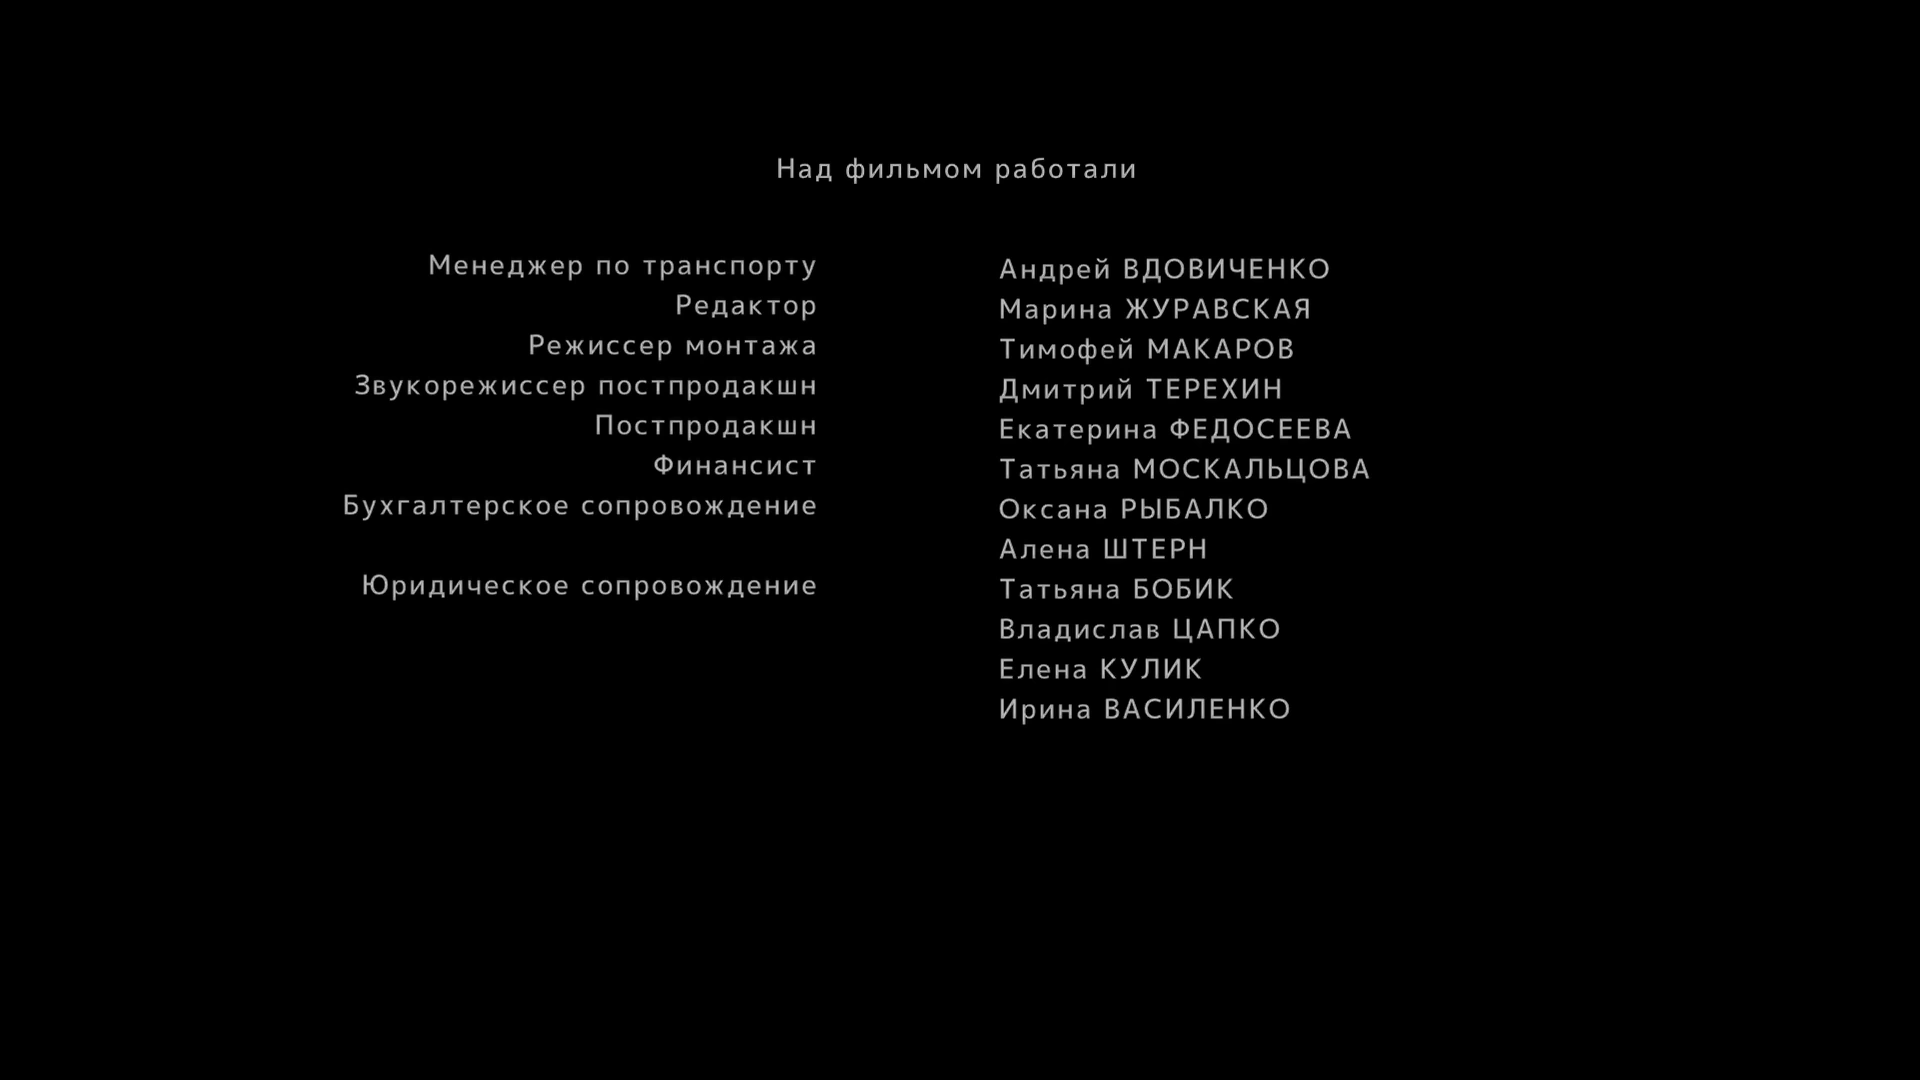 Над фильмом работали
Менеджер по транспорту Андрей ВДОВИЧЕНКО
Редактор Марина ЖУРАВСКАЯ
Режиссер монтажа Тимофей МАКАРОВ
Звукорежиссер постпродакшн Дмитрий ТЕРЕХИН
Постпродакшн Екатерина ФЕДОСЕЕВА
Финансист Татьяна МОСКАЛЬЦОВА
Бухгалтерское сопровождение Оксана РЫБАЛКО
Алена ШТЕРН
Юридическое сопровождение Татьяна БОБИК
Владислав ЦАПКО
Елена КУЛИК
Ирина ВАСИЛЕНКО